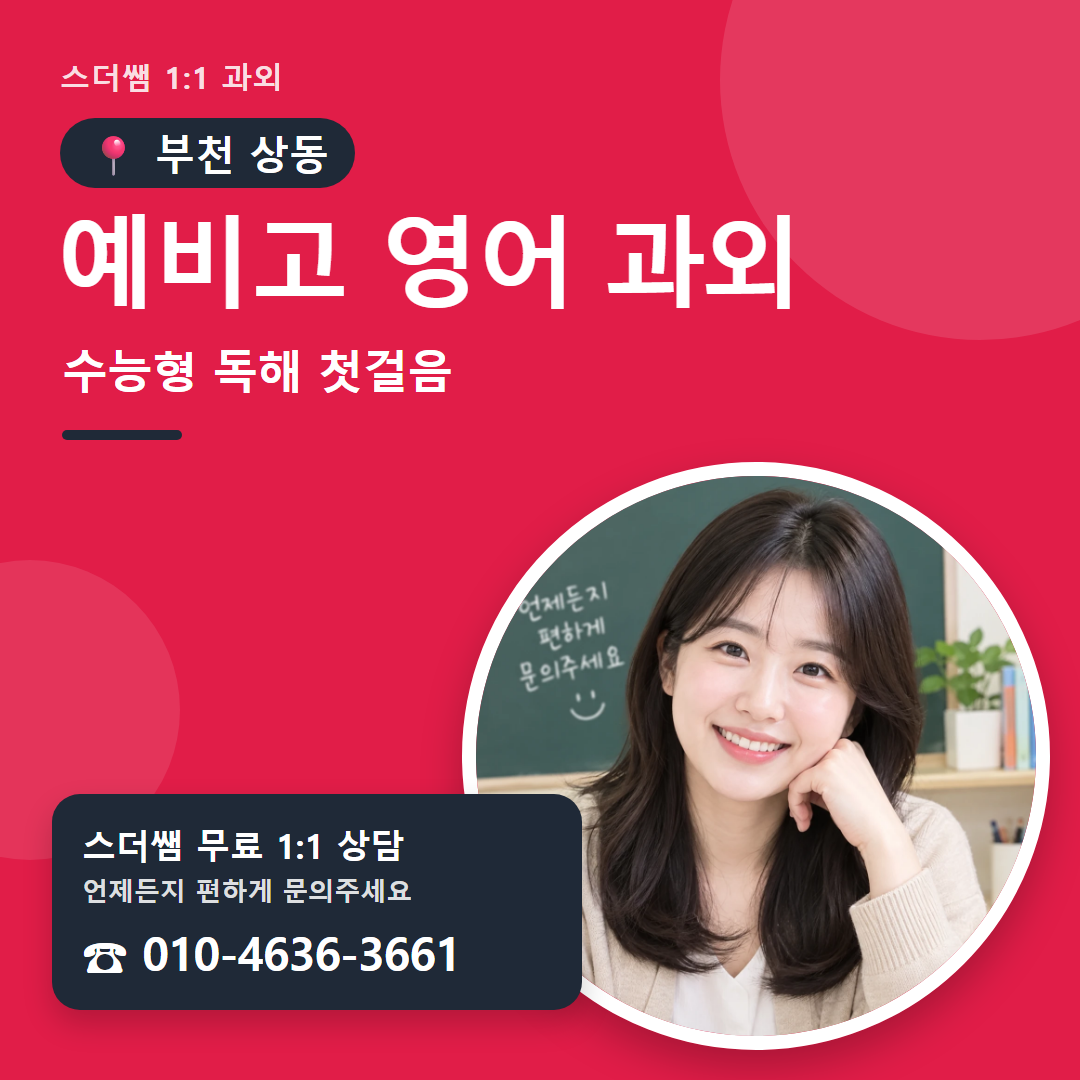 스더쌤 1:1 과외
📍 부천 상동
예비고 영어 과외
수능형 독해 첫걸음
언제든지
편하게
문의주세요
스더쌤 무료 1:1 상담
언제든지 편하게 문의주세요
☎ 010-4636-3661